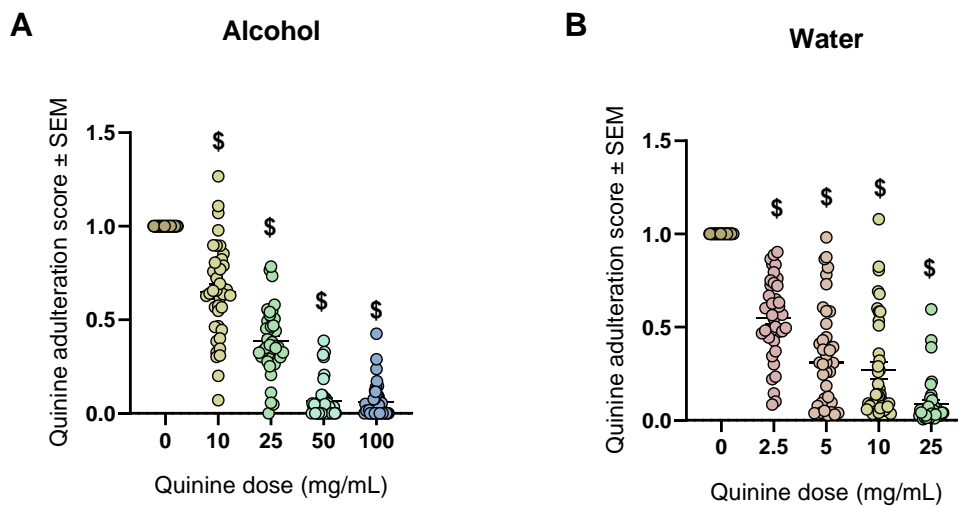 A
Alcohol
Quinine adulteration score ± SEM
1.5
1.0
0.5
0.0
$
$
$
$
0 10 25 50 100
Quinine dose (mg/mL)
B
Water
Quinine adulteration score ± SEM
1.5
1.0
0.5
0.0
$
$
$
$
0 2.5 5 10 25
Quinine dose (mg/mL)